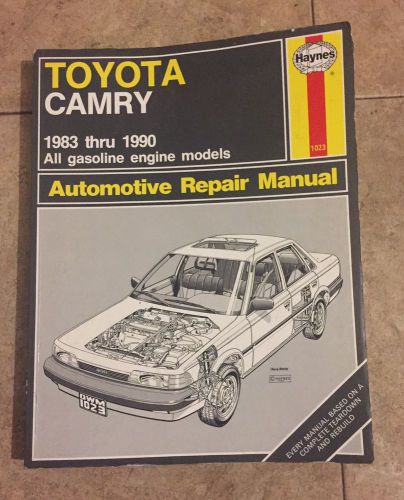 TOYOTA
CAMRY
Haynes
®
1983 thru 1990
All gasoline engine models
1023
Automotive Repair Manual
OWM
1023
EVERY MANUAL BASED ON A
COMPLETE TEARDOWN
AND REBUILD